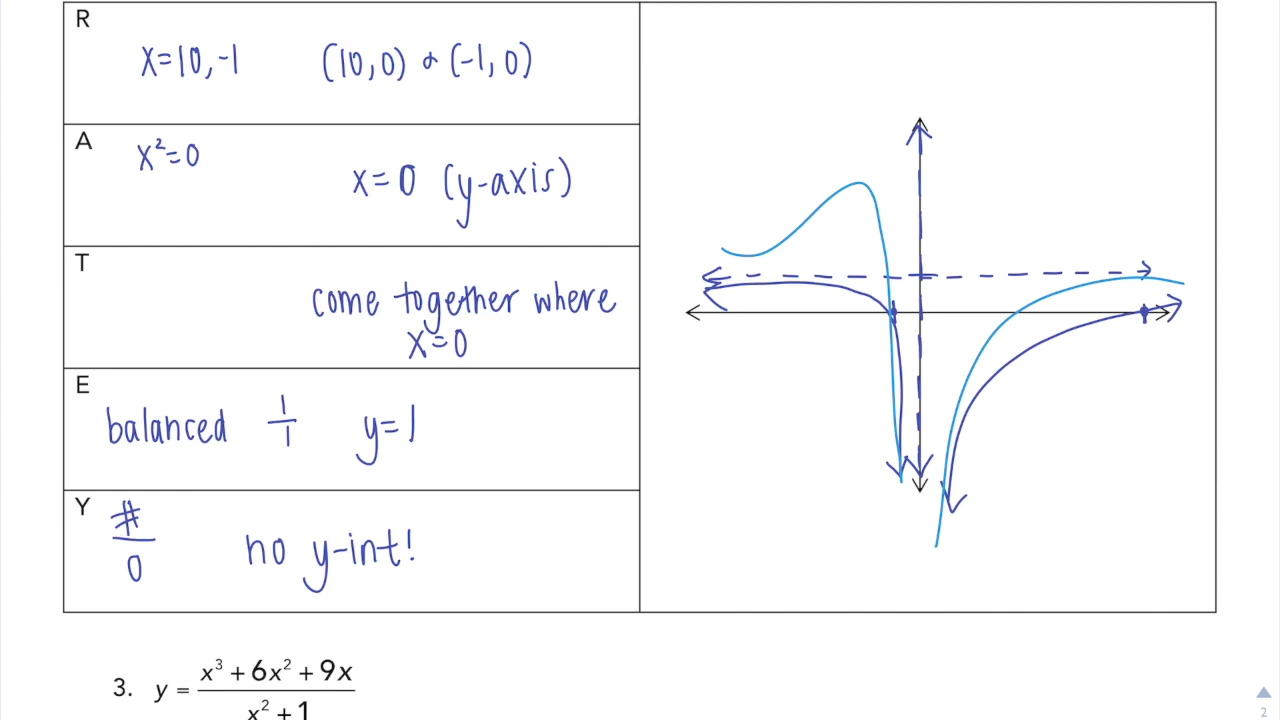 R
x=10,-1 (10,0) & (-1,0)
A
x²=0
x=0 (y-axis)
T
come together where
x=0
E
balanced 1/1 y=1
Y
#/0 no y-int!
3. y = (x³ + 6x² + 9x)/(x² + 1)
2